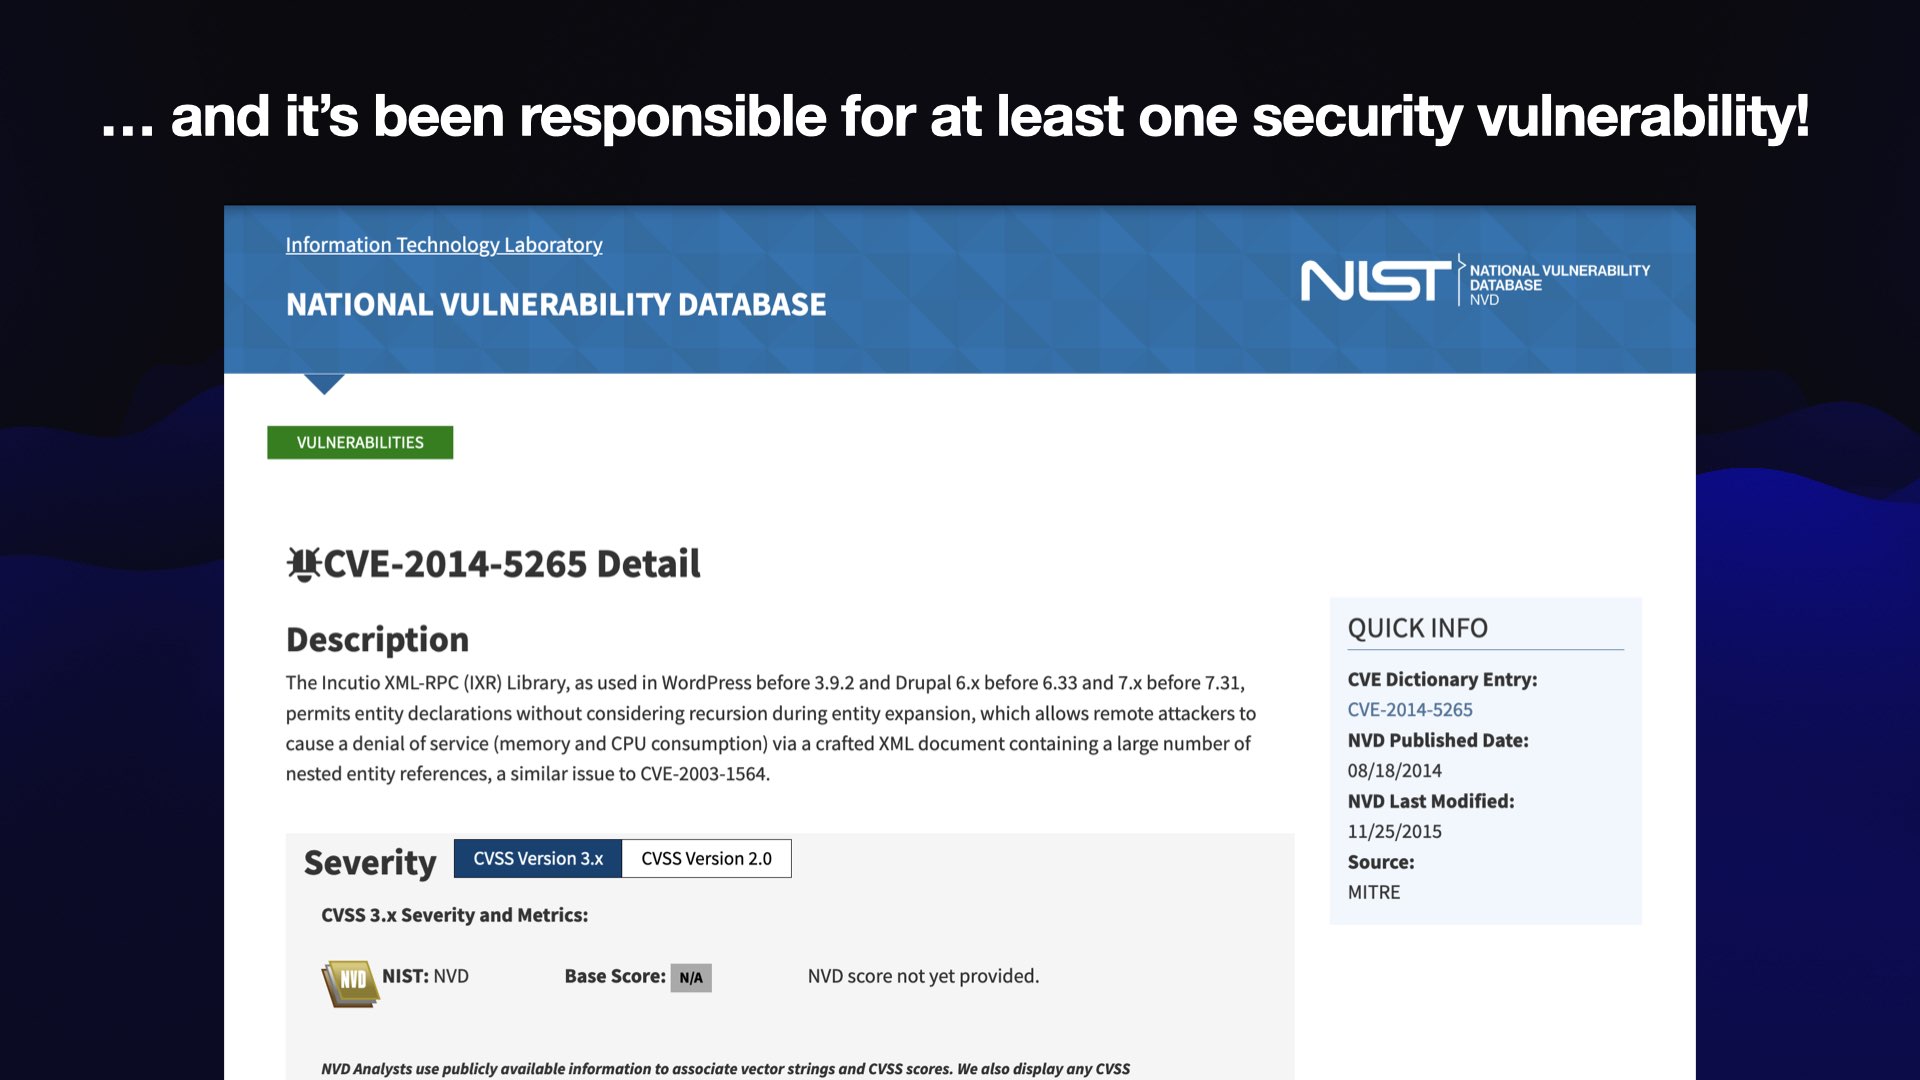 … and it’s been responsible for at least one security vulnerability!
Information Technology Laboratory
NATIONAL VULNERABILITY DATABASE
NIST
NATIONAL VULNERABILITY
DATABASE
NVD
VULNERABILITIES
CVE-2014-5265 Detail
Description
The Incutio XML-RPC (IXR) Library, as used in WordPress before 3.9.2 and Drupal 6.x before 6.33 and 7.x before 7.31,
permits entity declarations without considering recursion during entity expansion, which allows remote attackers to
cause a denial of service (memory and CPU consumption) via a crafted XML document containing a large number of
nested entity references, a similar issue to CVE-2003-1564.
QUICK INFO
CVE Dictionary Entry:
CVE-2014-5265
NVD Published Date:
08/18/2014
NVD Last Modified:
11/25/2015
Source:
MITRE
Severity
CVSS Version 3.x
CVSS Version 2.0
CVSS 3.x Severity and Metrics:
NVD
NIST: NVD
Base Score: N/A
NVD score not yet provided.
NVD Analysts use publicly available information to associate vector strings and CVSS scores. We also display any CVSS